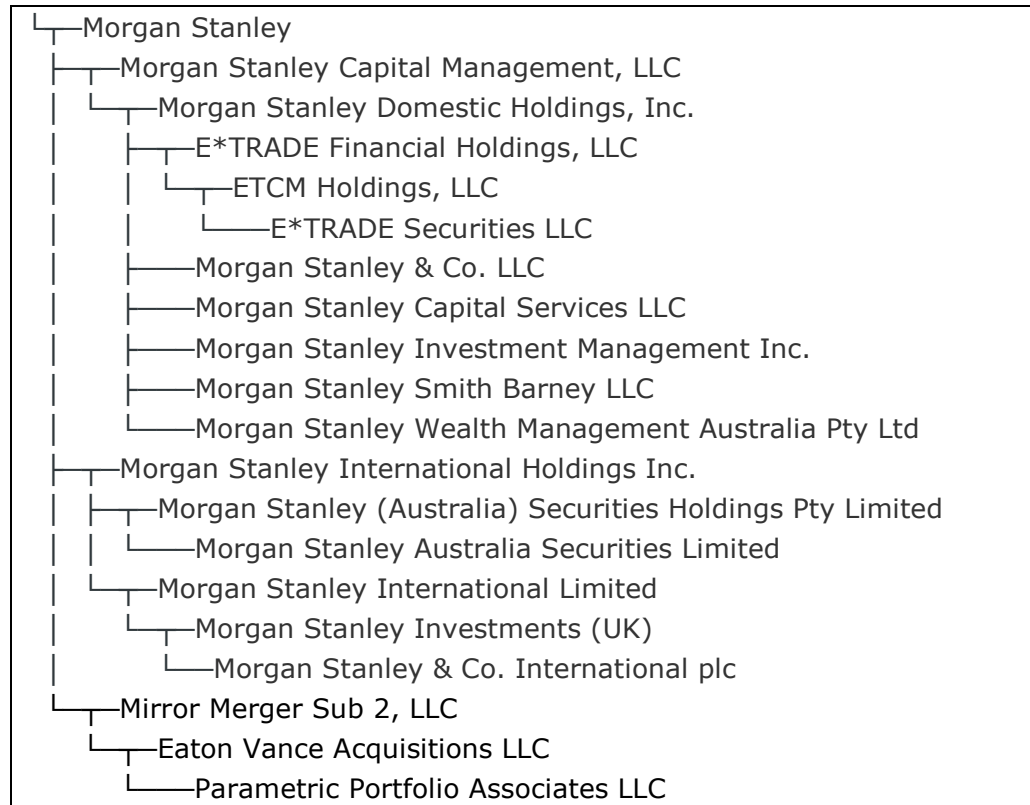 Morgan Stanley
Morgan Stanley Capital Management, LLC
Morgan Stanley Domestic Holdings, Inc.
E*TRADE Financial Holdings, LLC
ETCM Holdings, LLC
E*TRADE Securities LLC
Morgan Stanley & Co. LLC
Morgan Stanley Capital Services LLC
Morgan Stanley Investment Management Inc.
Morgan Stanley Smith Barney LLC
Morgan Stanley Wealth Management Australia Pty Ltd
Morgan Stanley International Holdings Inc.
Morgan Stanley (Australia) Securities Holdings Pty Limited
Morgan Stanley Australia Securities Limited
Morgan Stanley International Limited
Morgan Stanley Investments (UK)
Morgan Stanley & Co. International plc
Mirror Merger Sub 2, LLC
Eaton Vance Acquisitions LLC
Parametric Portfolio Associates LLC